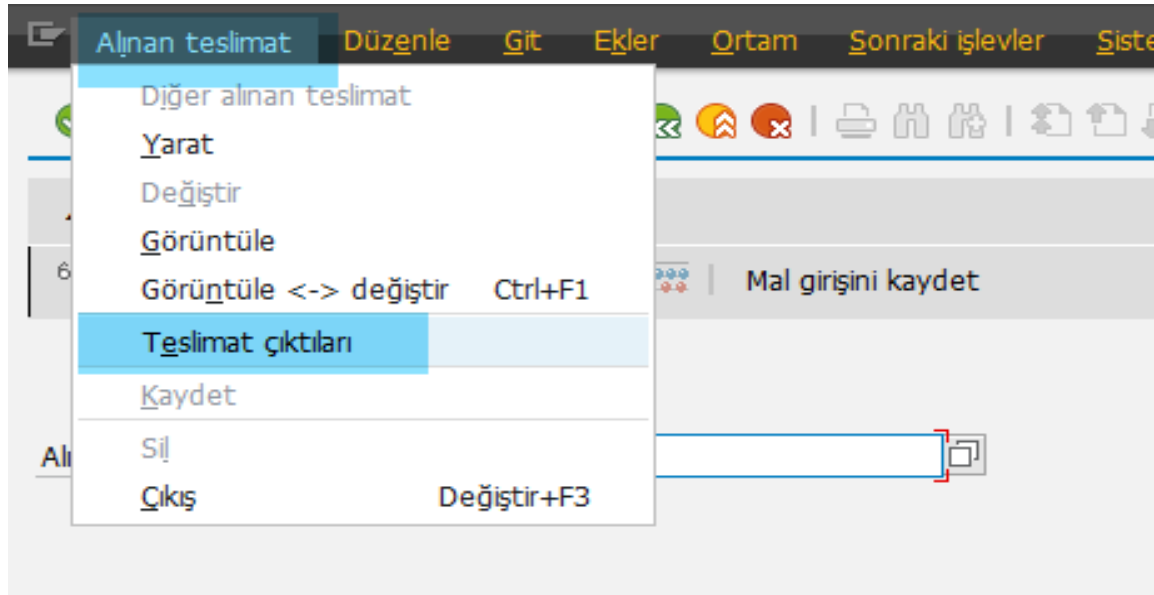 Alınan teslimat Düzenle Git Ekler Ortam Sonraki işlevler
Diğer alınan teslimat
Yarat
Değiştir
Görüntüle
Mal girişini kaydet
Görüntüle <-> değiştir Ctrl+F1
Teslimat çıktıları
Kaydet
Sil
Çıkış Değiştir+F3